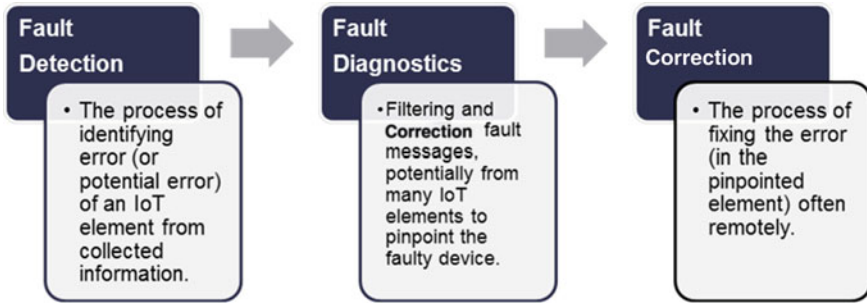 Fault
Detection
• The process of
identifying
error (or
potential error)
of an IoT
element from
collected
information.
Fault
Diagnostics
•Filtering and
Correction fault
messages,
potentially from
many IoT
elements to
pinpoint the
faulty device.
Fault
Correction
• The process of
fixing the error
(in the
pinpointed
element) often
remotely.